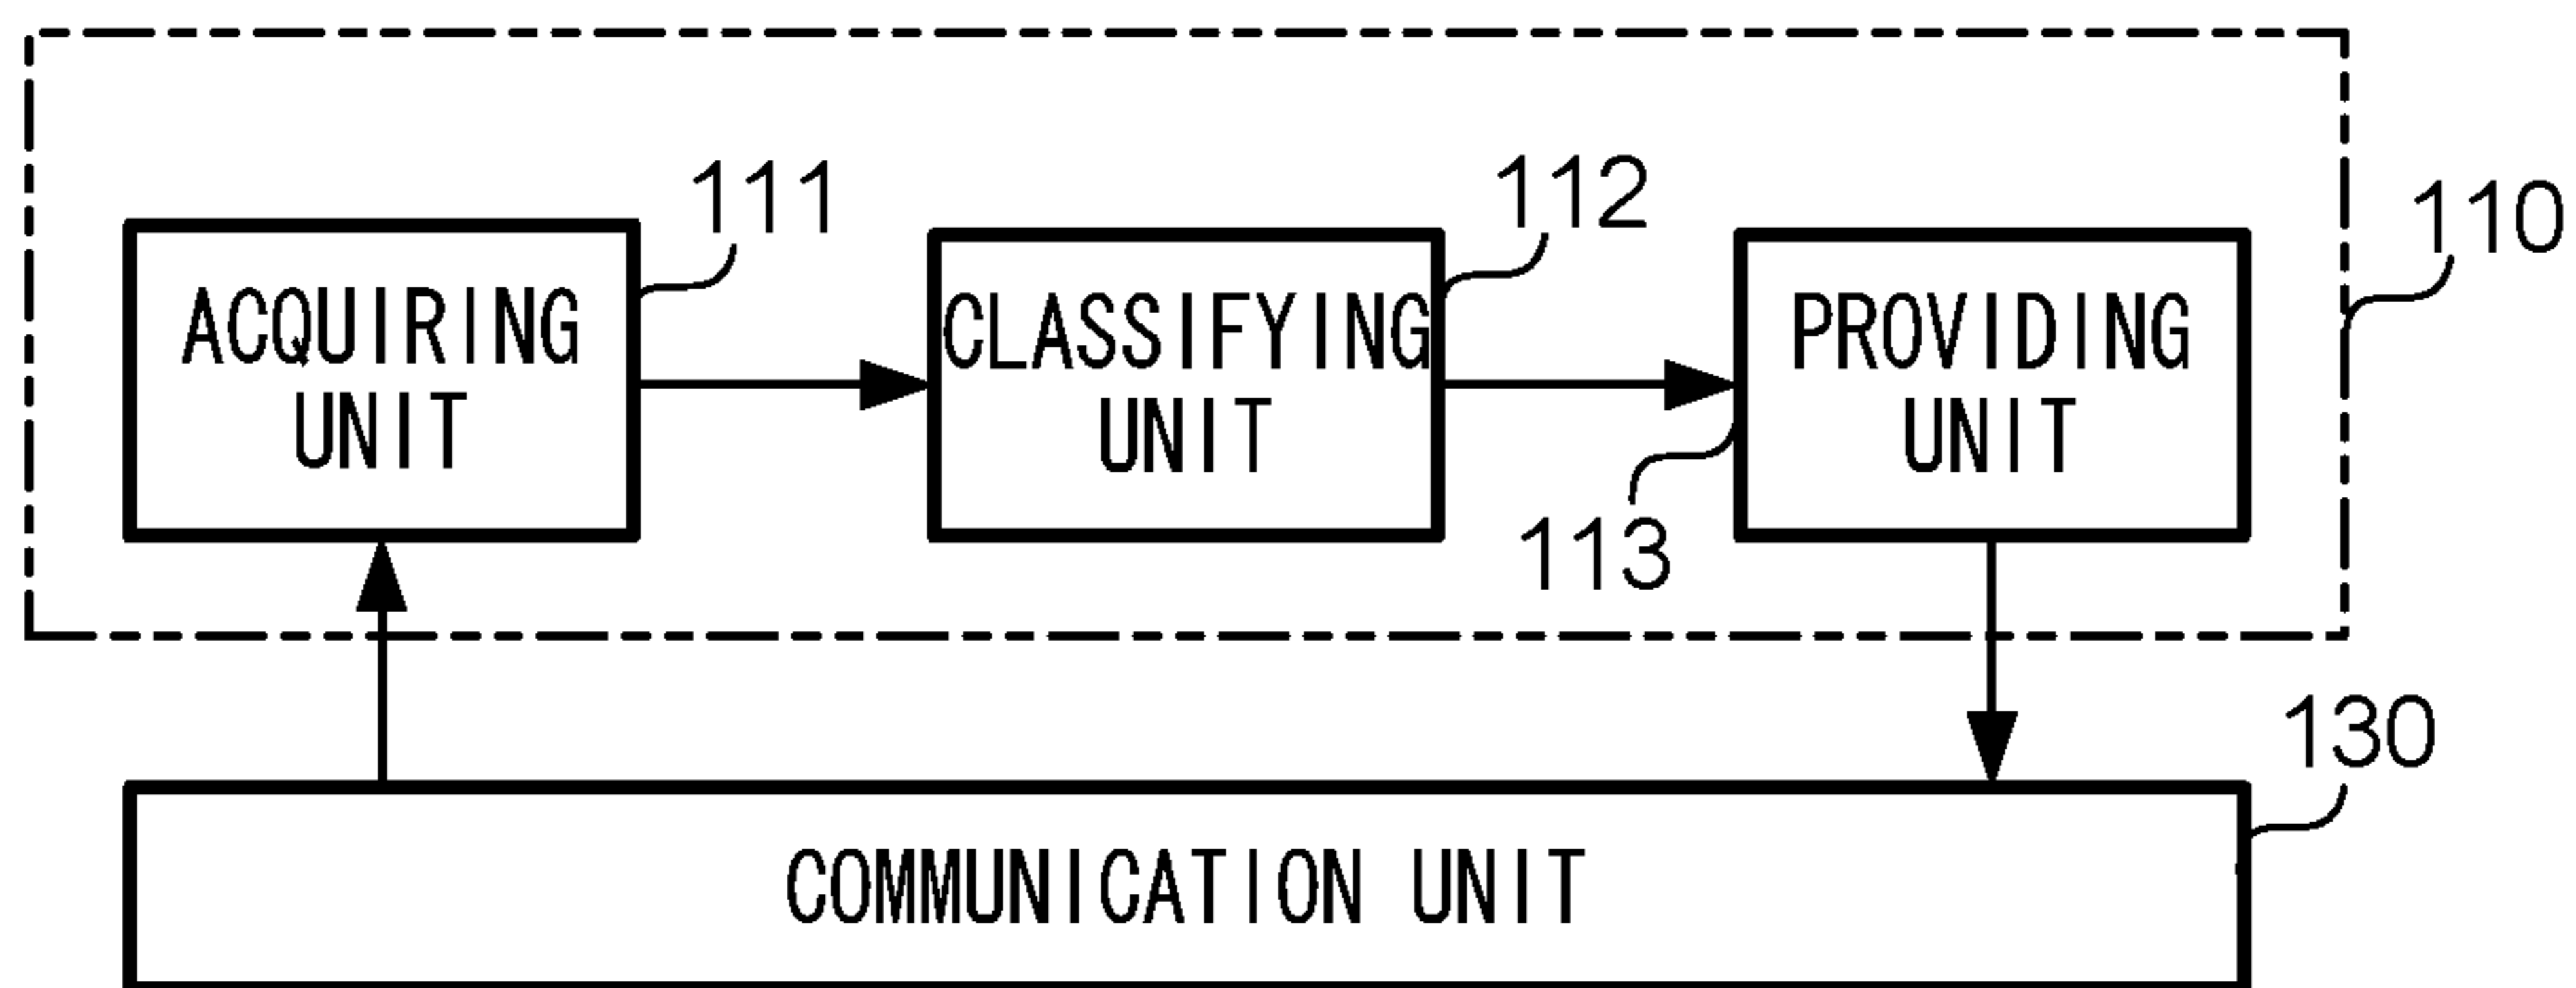 111
112
110
ACQUIRING
UNIT
CLASSIFYING
UNIT
PROVIDING
UNIT
113
130
COMMUNICATION UNIT